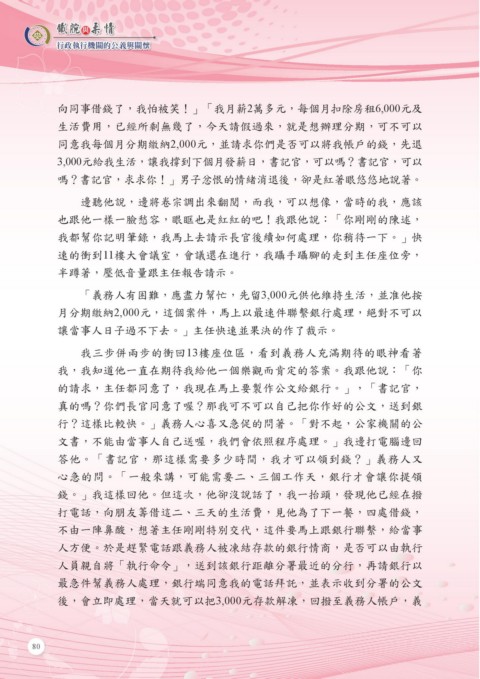 鐵腕與柔情
行政執行機關的公義與關懷
向同事借錢了，我怕被笑！」「我月薪2萬多元，每個月扣除房租6,000元及
生活費用，已經所剩無幾了，今天請假過來，就是想辦理分期，可不可以
同意我每個月分期繳納2,000元，並請求你們是否可以將我帳戶的錢，先退
3,000元給我生活，讓我撐到下個月發薪日，書記官，可以嗎？書記官，可以
嗎？書記官，求求你！」男子忿恨的情緒消退後，卻是紅著眼悠悠地說著。
邊聽他說，邊將卷宗調出來翻閱，而我，可以想像，當時的我，應該
也跟他一樣一臉愁容，眼眶也是紅紅的吧！我跟他說：「你剛剛的陳述，
我都幫你記明筆錄，我馬上去請示長官後續如何處理，你稍待一下。」快
速的衝到11樓大會議室，會議還在進行，我躡手躡腳的走到主任座位旁，
半蹲著，壓低音量跟主任報告請示。
「義務人有困難，應盡力幫忙，先留3,000元供他維持生活，並准他按
月分期繳納2,000元，這個案件，馬上以最速件聯繫銀行處理，絕對不可以
讓當事人日子過不下去。」主任快速並果決的作了裁示。
我三步併兩步的衝回13樓座位區，看到義務人充滿期待的眼神看著
我，我知道他一直在期待我給他一個樂觀而肯定的答案。我跟他說：「你
的請求，主任都同意了，我現在馬上要製作公文給銀行。」，「書記官，
真的嗎？你們長官同意了喔？那我可不可以自己把你作好的公文，送到銀
行？這樣比較快。」義務人心喜又急促的問著。「對不起，公家機關的公
文書，不能由當事人自己送喔，我們會依照程序處理。」我邊打電腦邊回
答他。「書記官，那這樣需要多少時間，我才可以領到錢？」義務人又
心急的問。「一般來講，可能需要二、三個工作天，銀行才會讓你提領
錢。」我這樣回他。但這次，他卻沒說話了，我一抬頭，發現他已經在撥
打電話，向朋友籌借這二、三天的生活費，見他為了下一餐，四處借錢，
不由一陣鼻酸，想著主任剛剛特別交代，這件要馬上跟銀行聯繫，給當事
人方便。於是趕緊電話跟義務人被凍結存款的銀行情商，是否可以由執行
人員親自將「執行命令」，送到該銀行距離分署最近的分行，再請銀行以
最急件幫義務人處理，銀行端同意我的電話拜託，並表示收到分署的公文
後，會立即處理，當天就可以把3,000元存款解凍，回撥至義務人帳戶，義
80